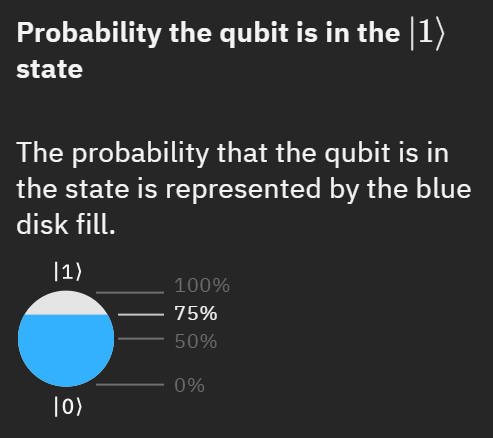 Probability the qubit is in the |1⟩
state
The probability that the qubit is in
the state is represented by the blue
disk fill.
|1⟩
100%
75%
50%
0%
|0⟩